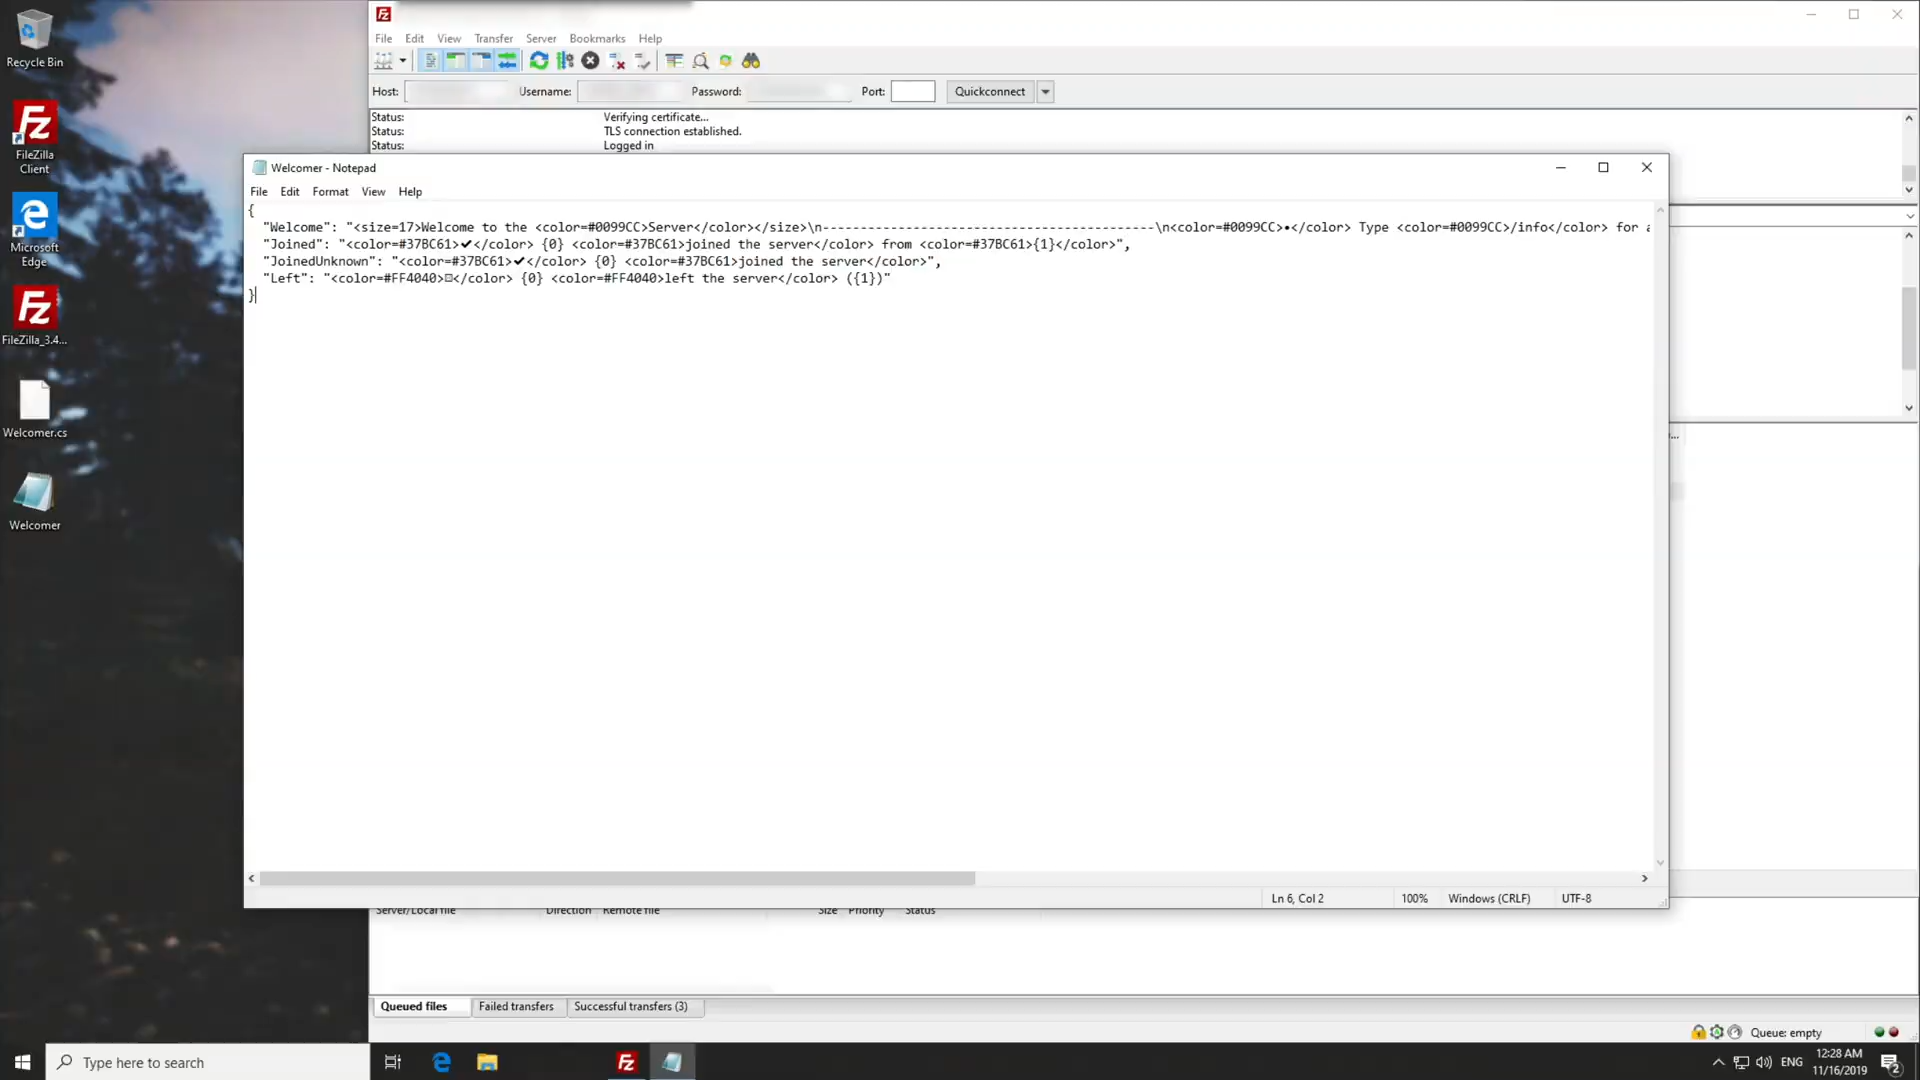 Recycle Bin
FileZilla
Client
Microsoft
Edge
FileZilla_3.4...
Welcomer.cs
Welcomer
File Edit View Transfer Server Bookmarks Help
Host: Username: Password: Port: Quickconnect
Status: Verifying certificate...
Status: TLS connection established.
Status: Logged in
Welcomer - Notepad
File Edit Format View Help
{
"Welcome": "<size=17>Welcome to the <color=#0099CC>Server</color></size>\n--------------------------------------------\n<color=#0099CC>•</color> Type <color=#0099CC>/info</color> for a
"Joined": "<color=#37BC61>✔</color> {0} <color=#37BC61>joined the server</color> from <color=#37BC61>{1}</color>",
"JoinedUnknown": "<color=#37BC61>✔</color> {0} <color=#37BC61>joined the server</color>",
"Left": "<color=#FF4040>⊡</color> {0} <color=#FF4040>left the server</color> ({1})"
}
Ln 6, Col 2 100% Windows (CRLF) UTF-8
Server/Local file Direction Remote file Size Priority Status
Queued files Failed transfers Successful transfers (3)
Queue: empty
Type here to search
ENG
12:28 AM
11/16/2019
2